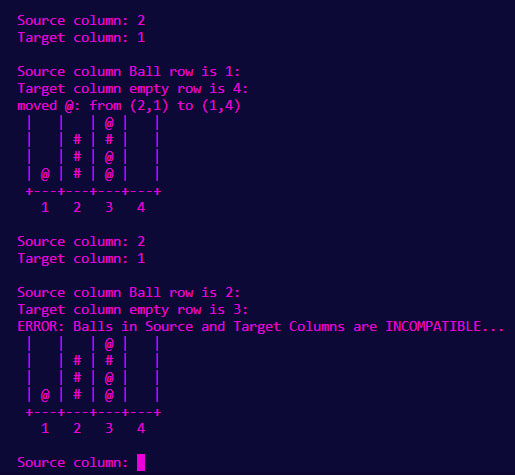 Source column: 2
Target column: 1

Source column Ball row is 1:
Target column empty row is 4:
moved @: from (2,1) to (1,4)
 |   |   | @ |   |
 |   | # | # |   |
 |   | # | @ |   |
 | @ | # | @ |   |
 +---+---+---+---+
   1   2   3   4

Source column: 2
Target column: 1

Source column Ball row is 2:
Target column empty row is 3:
ERROR: Balls in Source and Target Columns are INCOMPATIBLE...
 |   |   | @ |   |
 |   | # | # |   |
 |   | # | @ |   |
 | @ | # | @ |   |
 +---+---+---+---+
   1   2   3   4

Source column: